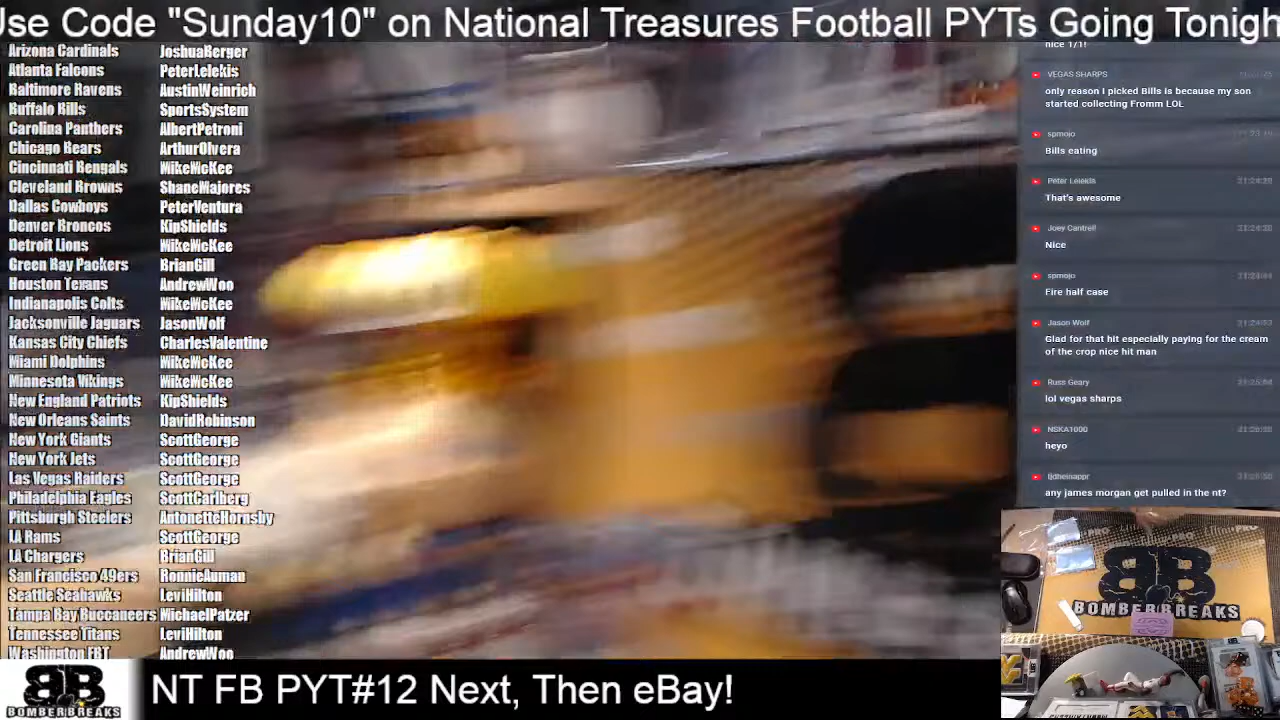 Use Code "Sunday10" on National Treasures Football PYTs Going Tonigh
Arizona Cardinals JoshuaBerger
Atlanta Falcons PeterLelekis
Baltimore Ravens AustinWeinrich
Buffalo Bills SportsSystem
Carolina Panthers AlbertPetroni
Chicago Bears ArthurOlvera
Cincinnati Bengals MikeMcKee
Cleveland Browns ShaneMajores
Dallas Cowboys PeterVentura
Denver Broncos KipShields
Detroit Lions MikeMcKee
Green Bay Packers BrianGill
Houston Texans AndrewWoo
Indianapolis Colts MikeMcKee
Jacksonville Jaguars JasonWolf
Kansas City Chiefs CharlesValentine
Miami Dolphins MikeMcKee
Minnesota Vikings MikeMcKee
New England Patriots KipShields
New Orleans Saints DavidRobinson
New York Giants ScottGeorge
New York Jets ScottGeorge
Las Vegas Raiders ScottGeorge
Philadelphia Eagles ScottCarlberg
Pittsburgh Steelers AntonetteHornsby
LA Rams ScottGeorge
LA Chargers BrianGill
San Francisco 49ers RonnieAuman
Seattle Seahawks LeviHilton
Tampa Bay Buccaneers MichaelPatzer
Tennessee Titans LeviHilton
Washington FBT AndrewWoo
nice 1/1!
VEGAS SHARPS
only reason I picked Bills is because my son
started collecting Fromm LOL
spmojo
Bills eating
Peter Lelekis
That's awesome
Joey Cantrell
Nice
spmojo
Fire half case
Jason Wolf
Glad for that hit especially paying for the cream
of the crop nice hit man
Russ Geary
lol vegas sharps
NSKA1000
heyo
any james morgan get pulled in the nt?
BOMBERBREAKS
BOMBERBREAKS
NT FB PYT#12 Next, Then eBay!